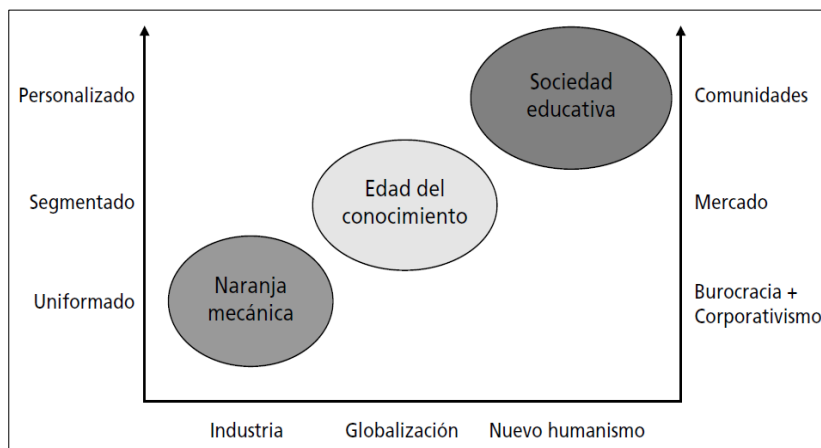 Personalizado
Sociedad
educativa
Comunidades
Segmentado
Edad del
conocimiento
Mercado
Uniformado
Naranja
mecánica
Burocracia +
Corporativismo
Industria
Globalización
Nuevo humanismo